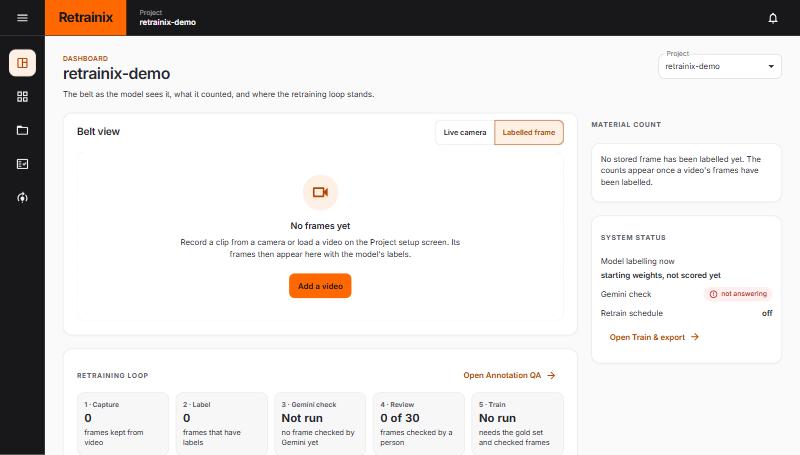 Retrainix
Project
retrainix-demo
DASHBOARD
retrainix-demo
The belt as the model sees it, what it counted, and where the retraining loop stands.
Project
retrainix-demo
Belt view
Live camera
Labelled frame
No frames yet
Record a clip from a camera or load a video on the Project setup screen. Its
frames then appear here with the model's labels.
Add a video
MATERIAL COUNT
No stored frame has been labelled yet. The
counts appear once a video's frames have
been labelled.
SYSTEM STATUS
Model labelling now
starting weights, not scored yet
Gemini check
not answering
Retrain schedule
off
Open Train & export
RETRAINING LOOP
Open Annotation QA
1 · Capture
0
frames kept from
video
2 · Label
0
frames that have
labels
3 · Gemini check
Not run
no frame checked by
Gemini yet
4 · Review
0 of 30
frames checked by a
person
5 · Train
No run
needs the gold set
and checked frames